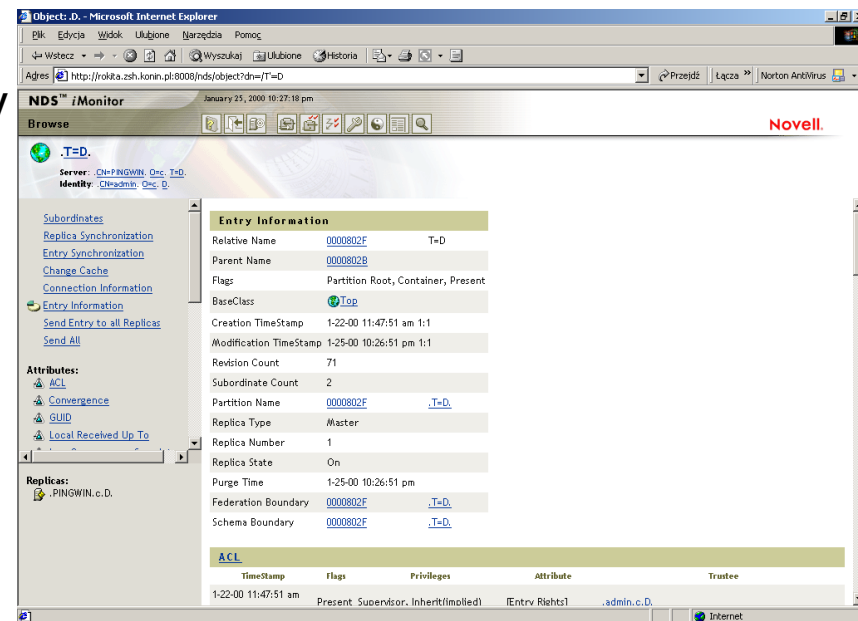 Object: .D. - Microsoft Internet Explorer
Plik Edycja Widok Ulubione Narzędzia Pomoc
Wstecz Wyszukaj Ulubione Historia
Adres http://rokita.zsh.konin.pl:8008/nds/object?dn=/T=D Przejdź Łącza » Norton AntiVirus
y
NDS™ iMonitor January 25, 2000 10:27:18 pm
Browse Novell.
.T=D.
Server: .CN=PINGWIN. O=c. T=D.
Identity: .CN=admin. O=c. D.
Subordinates
Replica Synchronization
Entry Synchronization
Change Cache
Connection Information
Entry Information
Send Entry to all Replicas
Send All
Attributes:
ACL
Convergence
GUID
Local Received Up To
Replicas:
.PINGWIN.c.D.
Entry Information
Relative Name 0000802F T=D
Parent Name 0000802B
Flags Partition Root, Container, Present
BaseClass Top
Creation TimeStamp 1-22-00 11:47:51 am 1:1
Modification TimeStamp 1-25-00 10:26:51 pm 1:1
Revision Count 71
Subordinate Count 2
Partition Name 0000802F .T=D.
Replica Type Master
Replica Number 1
Replica State On
Purge Time 1-25-00 10:26:51 pm
Federation Boundary 0000802F .T=D.
Schema Boundary 0000802F .T=D.
ACL
TimeStamp Flags Privileges Attribute Trustee
1-22-00 11:47:51 am Present Supervisor, Inherit(implied) [Entry Rights] .admin.c.D.
Internet